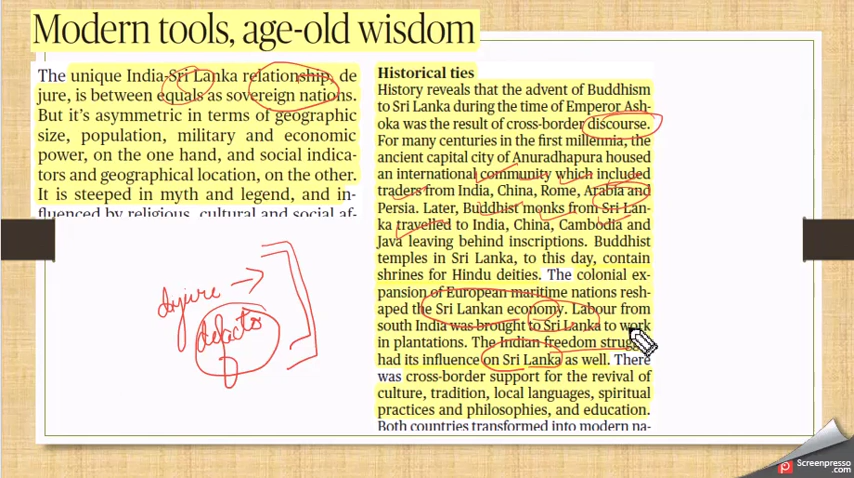 Modern tools, age-old wisdom
The unique India-Sri Lanka relationship, de
jure, is between equals as sovereign nations.
But it's asymmetric in terms of geographic
size, population, military and economic
power, on the one hand, and social indica-
tors and geographical location, on the other.
It is steeped in myth and legend, and in-
fluenced by religious, cultural and social af-
dejure
defacto
Historical ties
History reveals that the advent of Buddhism
to Sri Lanka during the time of Emperor Ash-
oka was the result of cross-border discourse.
For many centuries in the first millennia, the
ancient capital city of Anuradhapura housed
an international community which included
traders from India, China, Rome, Arabia and
Persia. Later, Buddhist monks from Sri Lan-
ka travelled to India, China, Cambodia and
Java leaving behind inscriptions. Buddhist
temples in Sri Lanka, to this day, contain
shrines for Hindu deities. The colonial ex-
pansion of European maritime nations resh-
aped the Sri Lankan economy. Labour from
south India was brought to Sri Lanka to work
in plantations. The Indian freedom struggle
had its influence on Sri Lanka as well. There
was cross-border support for the revival of
culture, tradition, local languages, spiritual
practices and philosophies, and education.
Both countries transformed into modern na-
Screenpresso.com